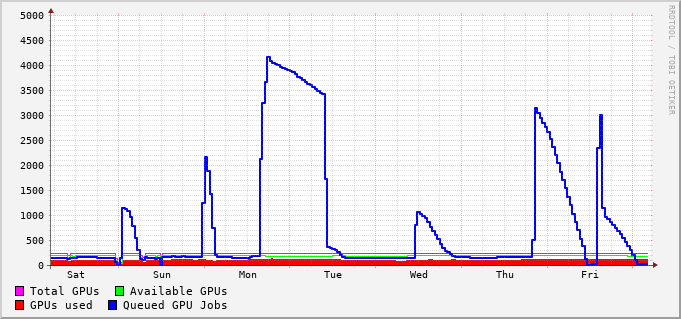 5000
4500
4000
3500
3000
2500
2000
1500
1000
500
0
Sat Sun Mon Tue Wed Thu Fri
Total GPUs Available GPUs
GPUs used Queued GPU Jobs
RRDTOOL / TOBI OETIKER